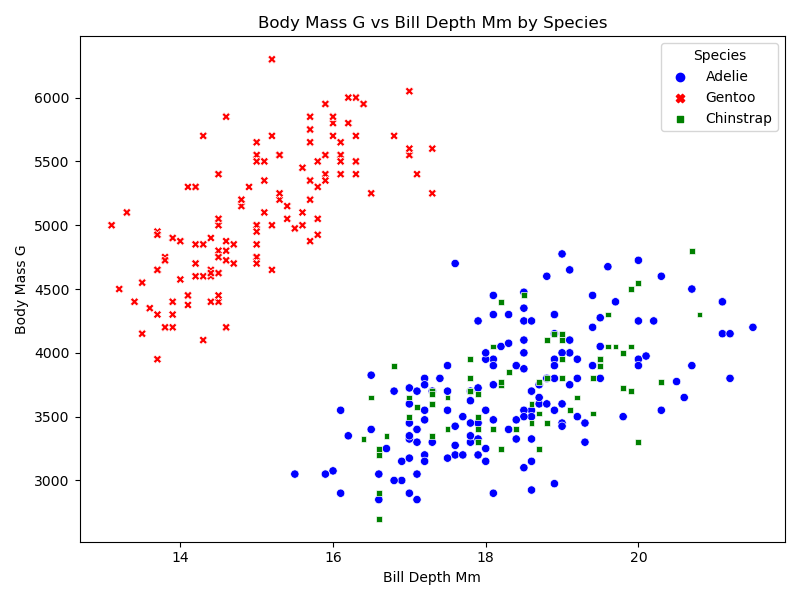 Body Mass G vs Bill Depth Mm by Species
Species
Adelie
Gentoo
Chinstrap
6000
5500
5000
4500
4000
3500
3000
Body Mass G
14 16 18 20
Bill Depth Mm